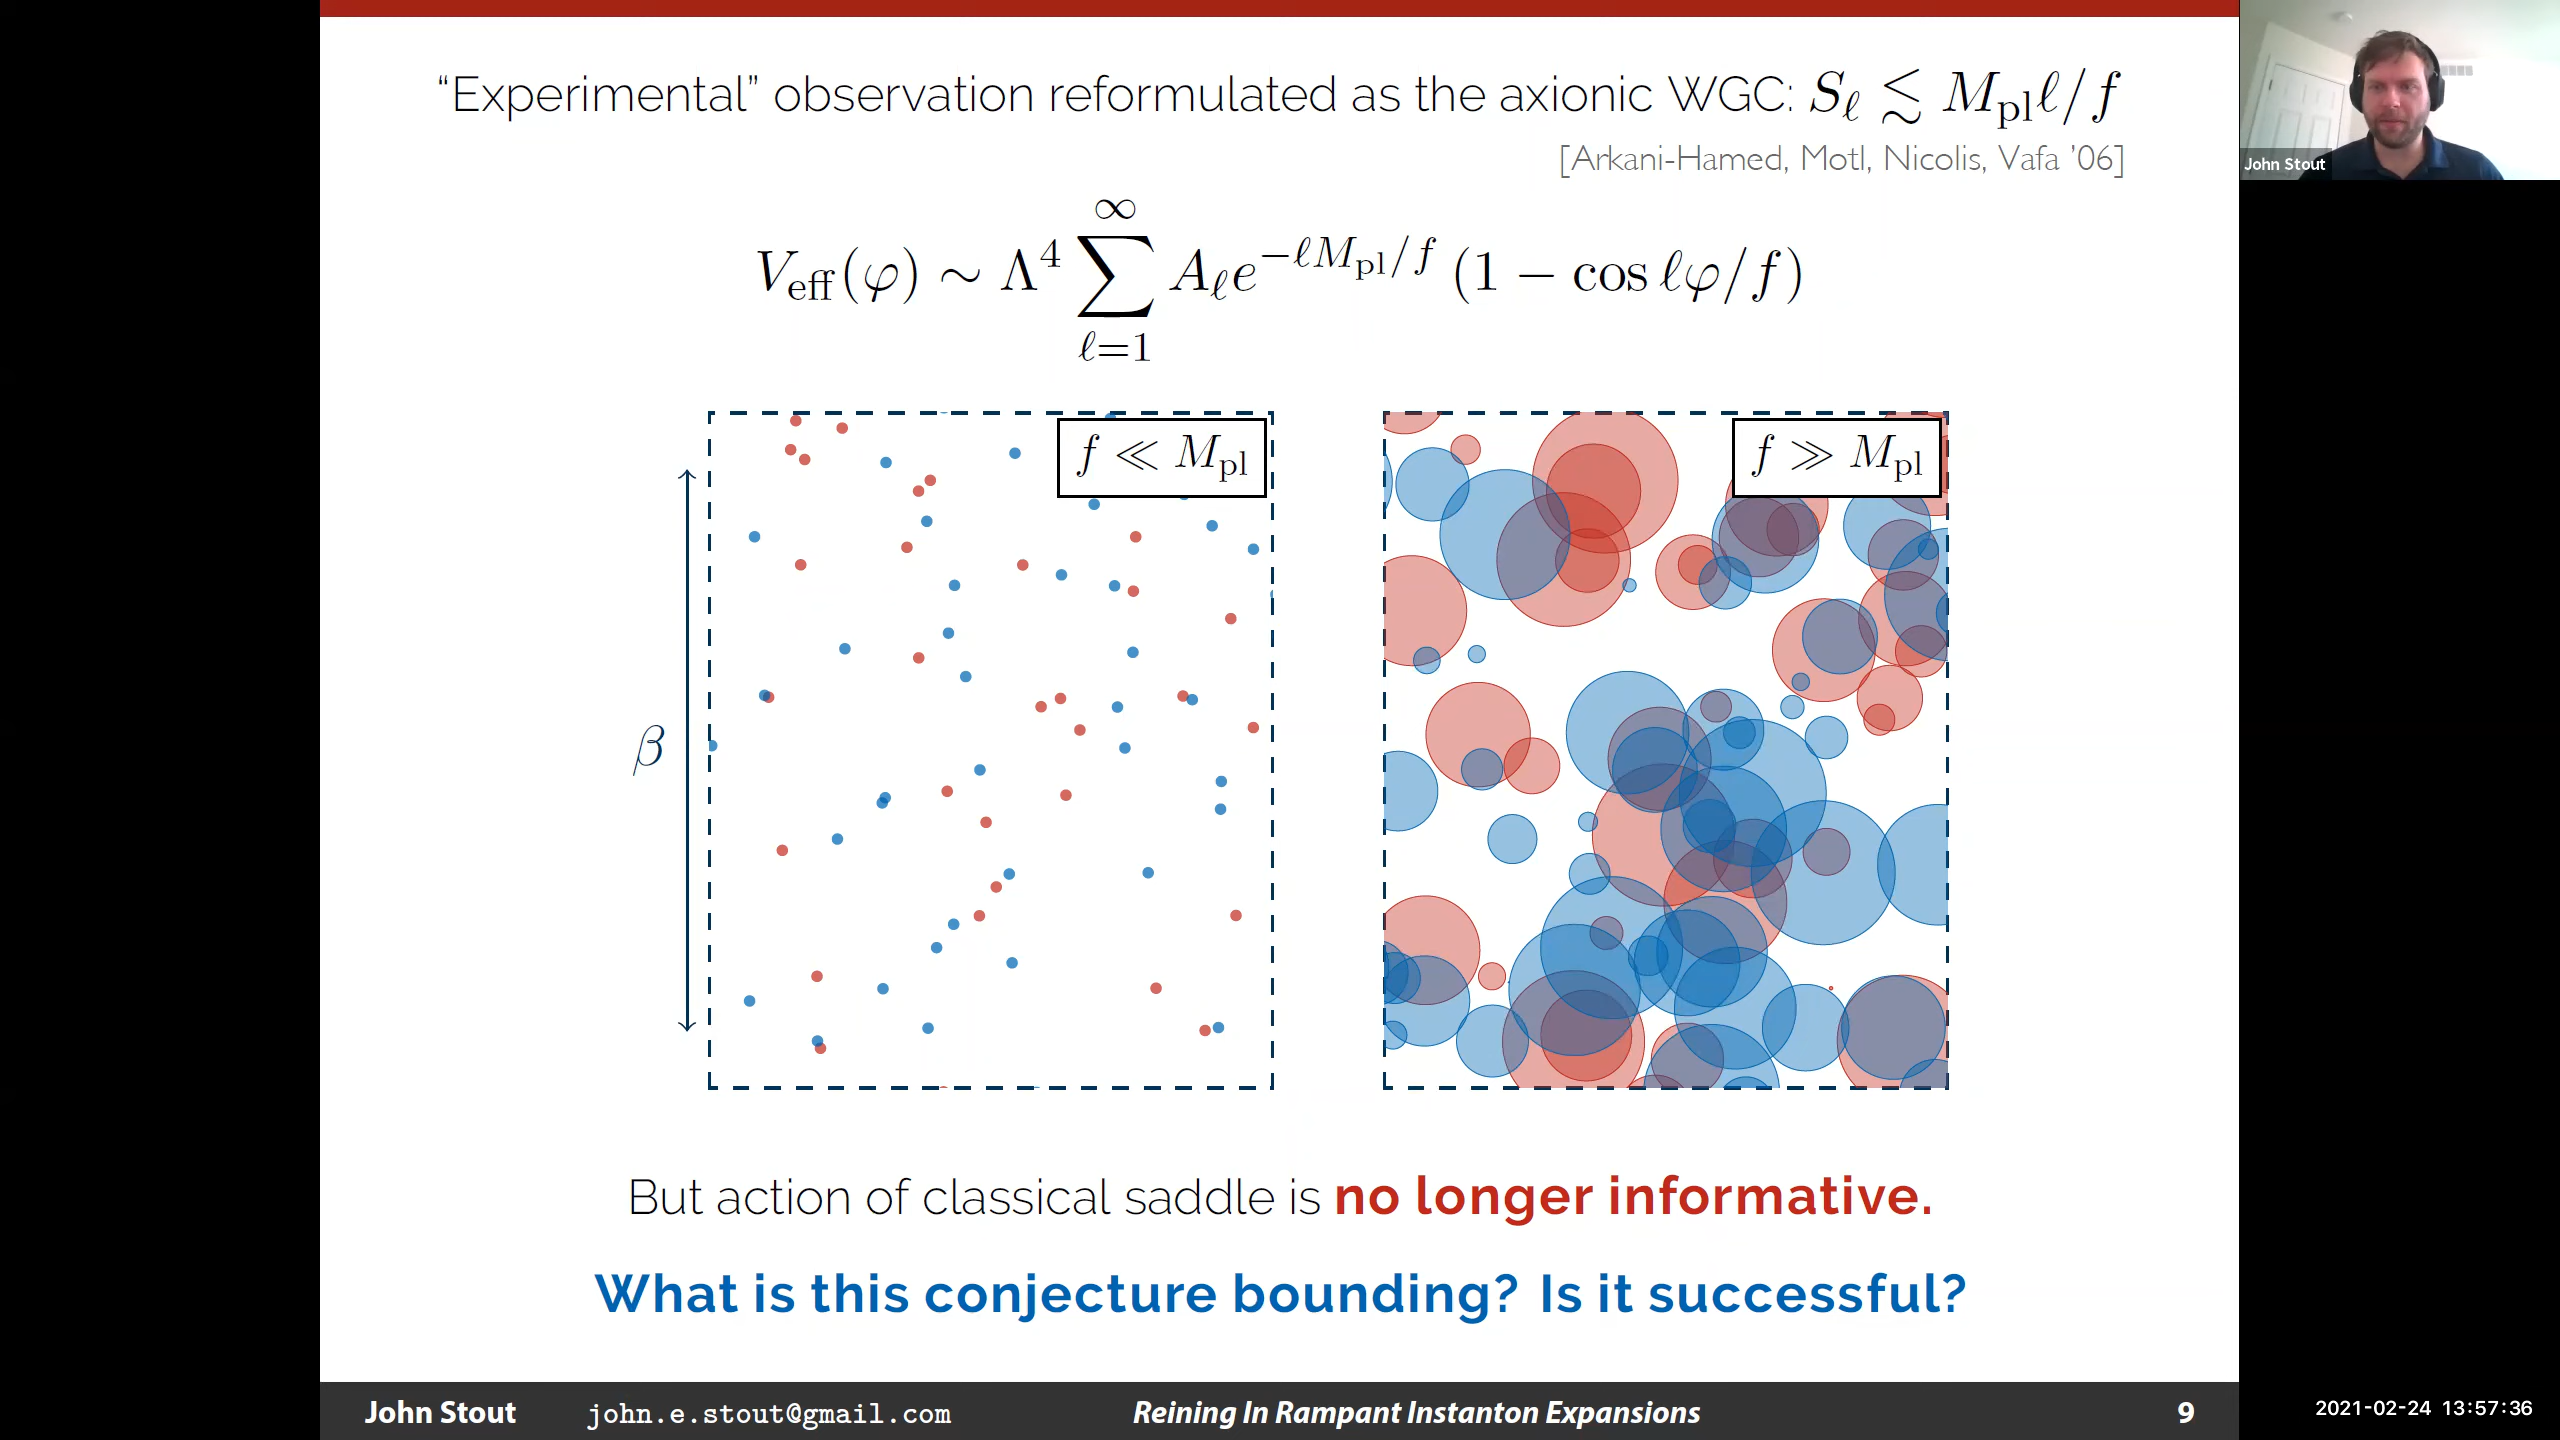 “Experimental” observation reformulated as the axionic WGC: S_ℓ ≲ M_pl ℓ/f
[Arkani-Hamed, Motl, Nicolis, Vafa ’06]
V_eff(φ) ∼ Λ^4 ∑_{ℓ=1}^{∞} A_ℓ e^{−ℓM_pl/f} (1 − cos ℓφ/f)
f ≪ M_pl
f ≫ M_pl
β
But action of classical saddle is no longer informative.
What is this conjecture bounding? Is it successful?
John Stout john.e.stout@gmail.com Reining In Rampant Instanton Expansions 9
John Stout
2021-02-24 13:57:36